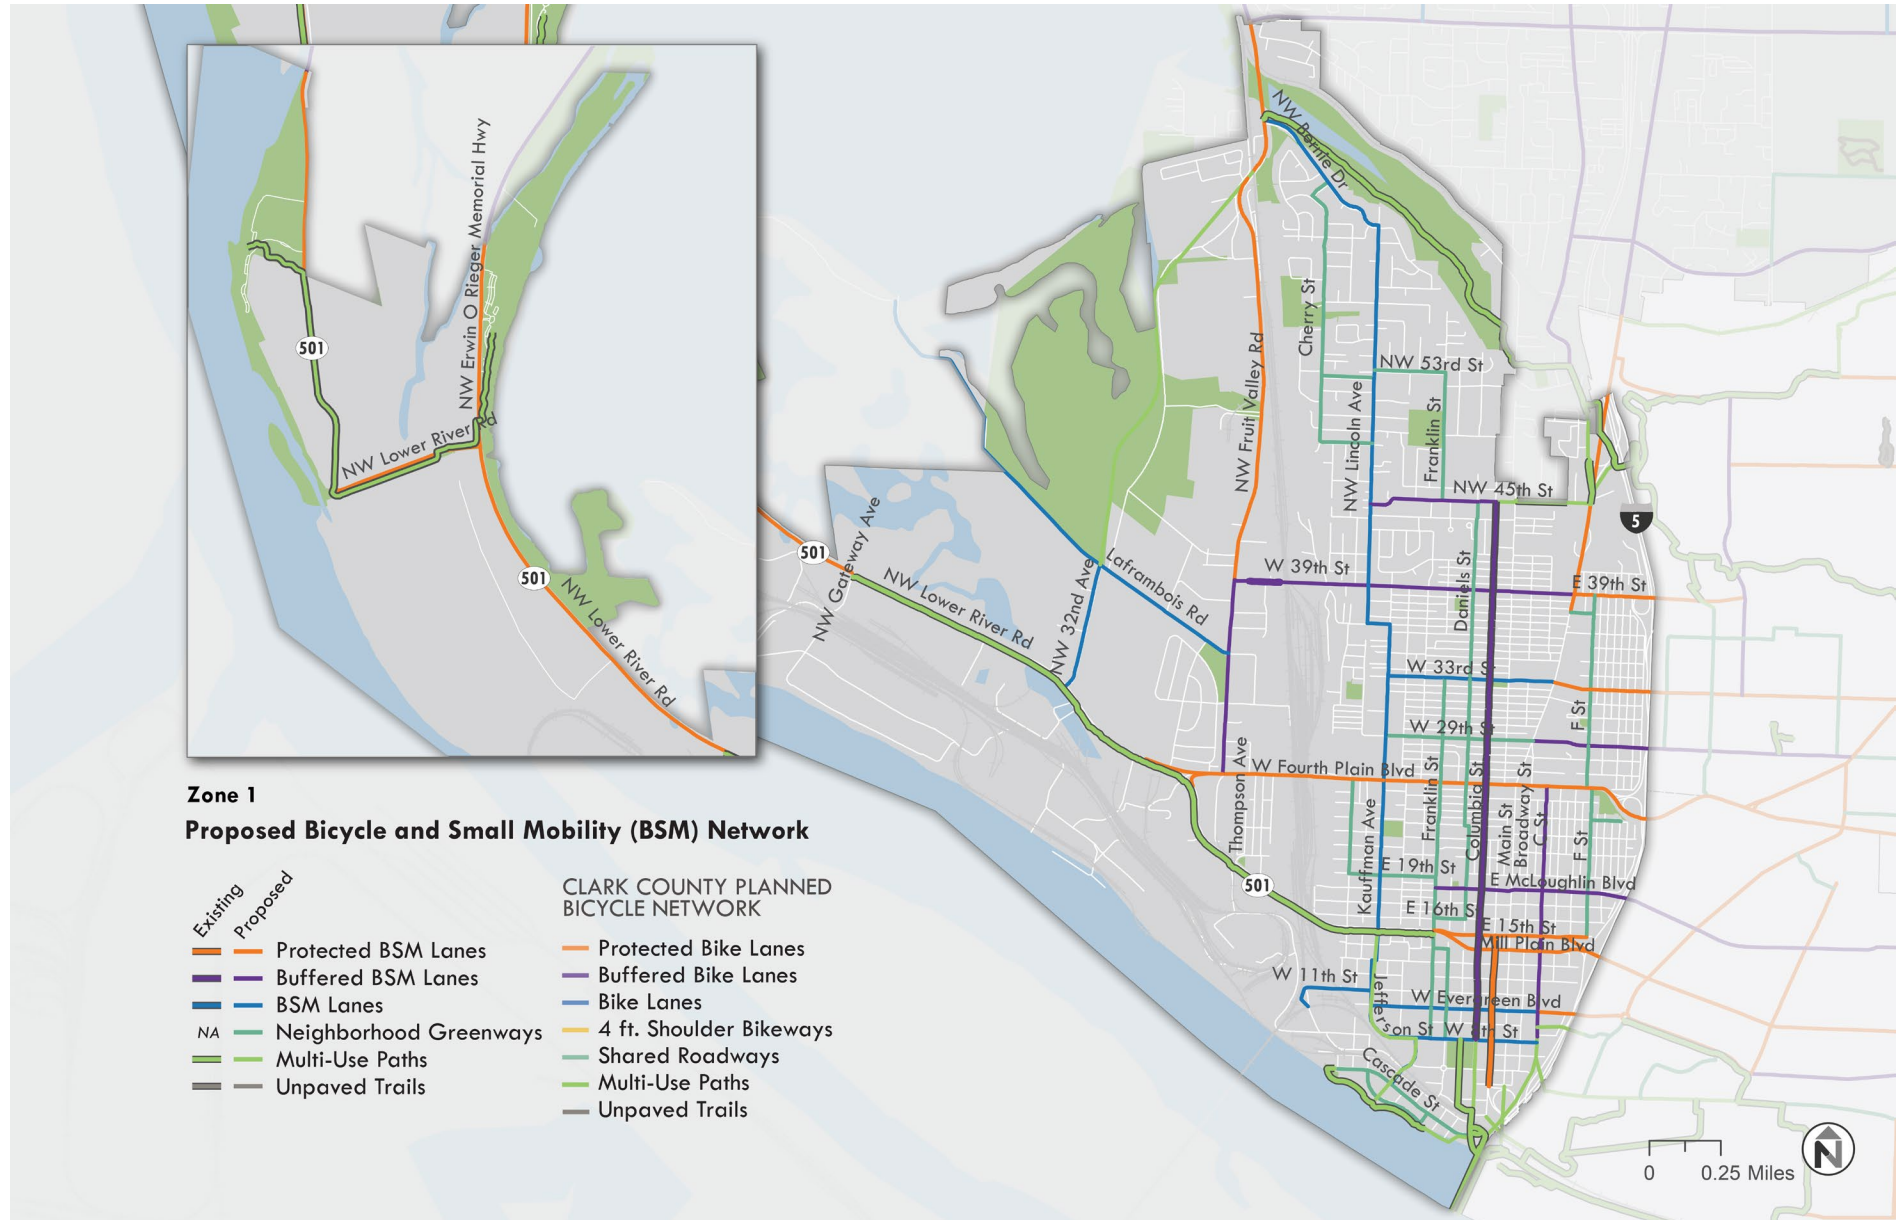 NW Erwin O Rieger Memorial Hwy
501
NW Lower River Rd
501
NW Lower River Rd
NW Bernie Dr
Cherry St
NW Fruit Valley Rd
NW 53rd St
NW Lincoln Ave
Franklin St
NW 45th St
5
501
NW Gateway Ave
NW Lower River Rd
NW 32nd Ave
Laframbois Rd
W 39th St
E 39th St
Daniels St
W 33rd St
F St
W 29th St
W Fourth Plain Blvd
Thompson Ave
Kauffman Ave
Franklin St
Columbia St
Main St
Broadway St
C St
F St
E 19th St
E McLoughlin Blvd
501
E 16th St
E 15th St
Mill Plain Blvd
W 11th St
Jefferson St
W Evergreen Blvd
W 8th St
Cascade St
Zone 1
Proposed Bicycle and Small Mobility (BSM) Network
Existing
Proposed
Protected BSM Lanes
Buffered BSM Lanes
BSM Lanes
NA Neighborhood Greenways
Multi-Use Paths
Unpaved Trails
CLARK COUNTY PLANNED
BICYCLE NETWORK
Protected Bike Lanes
Buffered Bike Lanes
Bike Lanes
4 ft. Shoulder Bikeways
Shared Roadways
Multi-Use Paths
Unpaved Trails
0 0.25 Miles
N